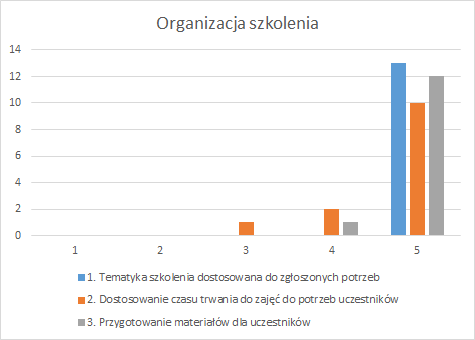 Organizacja szkolenia
14
12
10
8
6
4
2
0
1 2 3 4 5
1. Tematyka szkolenia dostosowana do zgłoszonych potrzeb
2. Dostosowanie czasu trwania do zajęć do potrzeb uczestników
3. Przygotowanie materiałów dla uczestników